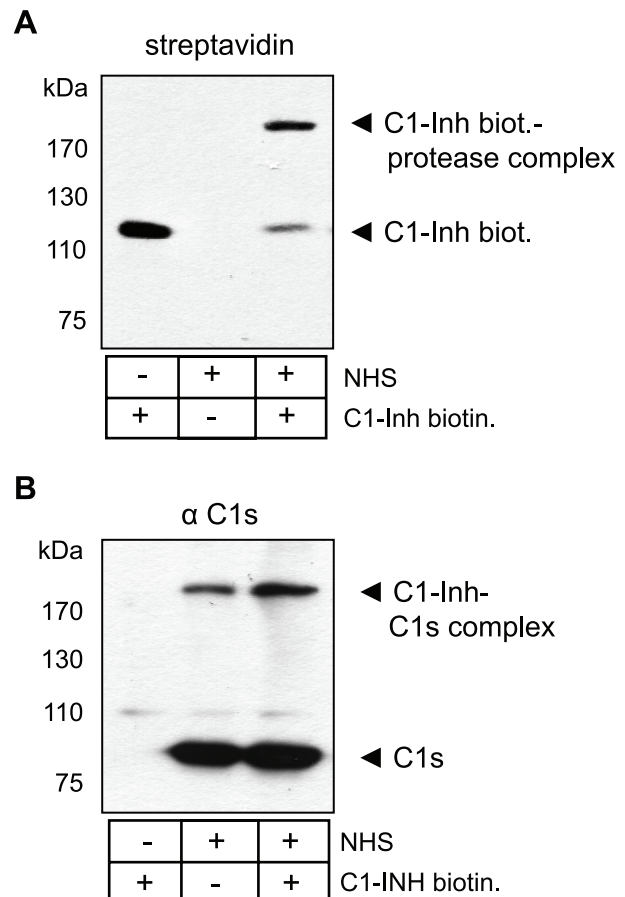 A
streptavidin
kDa
170
130
110
75
◄ C1-Inh biot.-
protease complex
◄ C1-Inh biot.
- + + NHS
+ - + C1-Inh biotin.
B
α C1s
kDa
170
130
110
75
◄ C1-Inh-
C1s complex
◄ C1s
- + + NHS
+ - + C1-INH biotin.